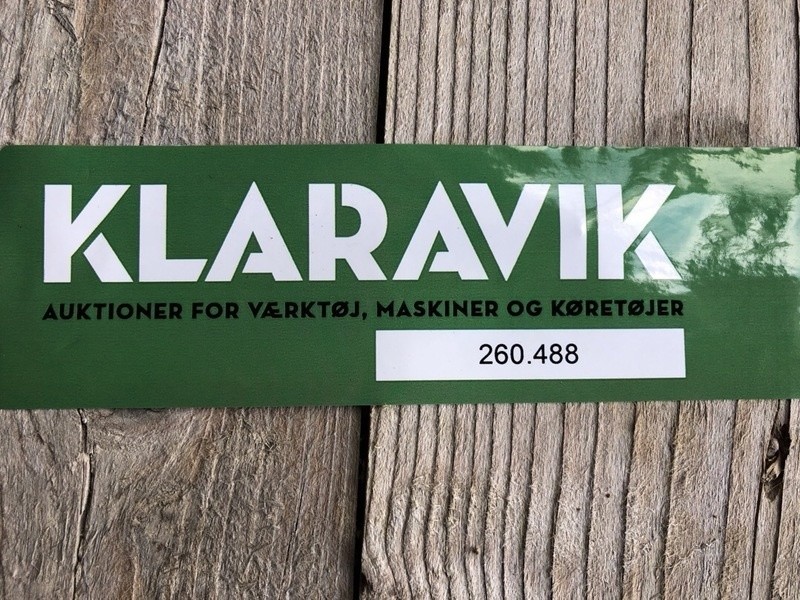 KLARAVIK
AUKTIONER FOR VÆRKTØJ, MASKINER OG KØRETØJER
260.488